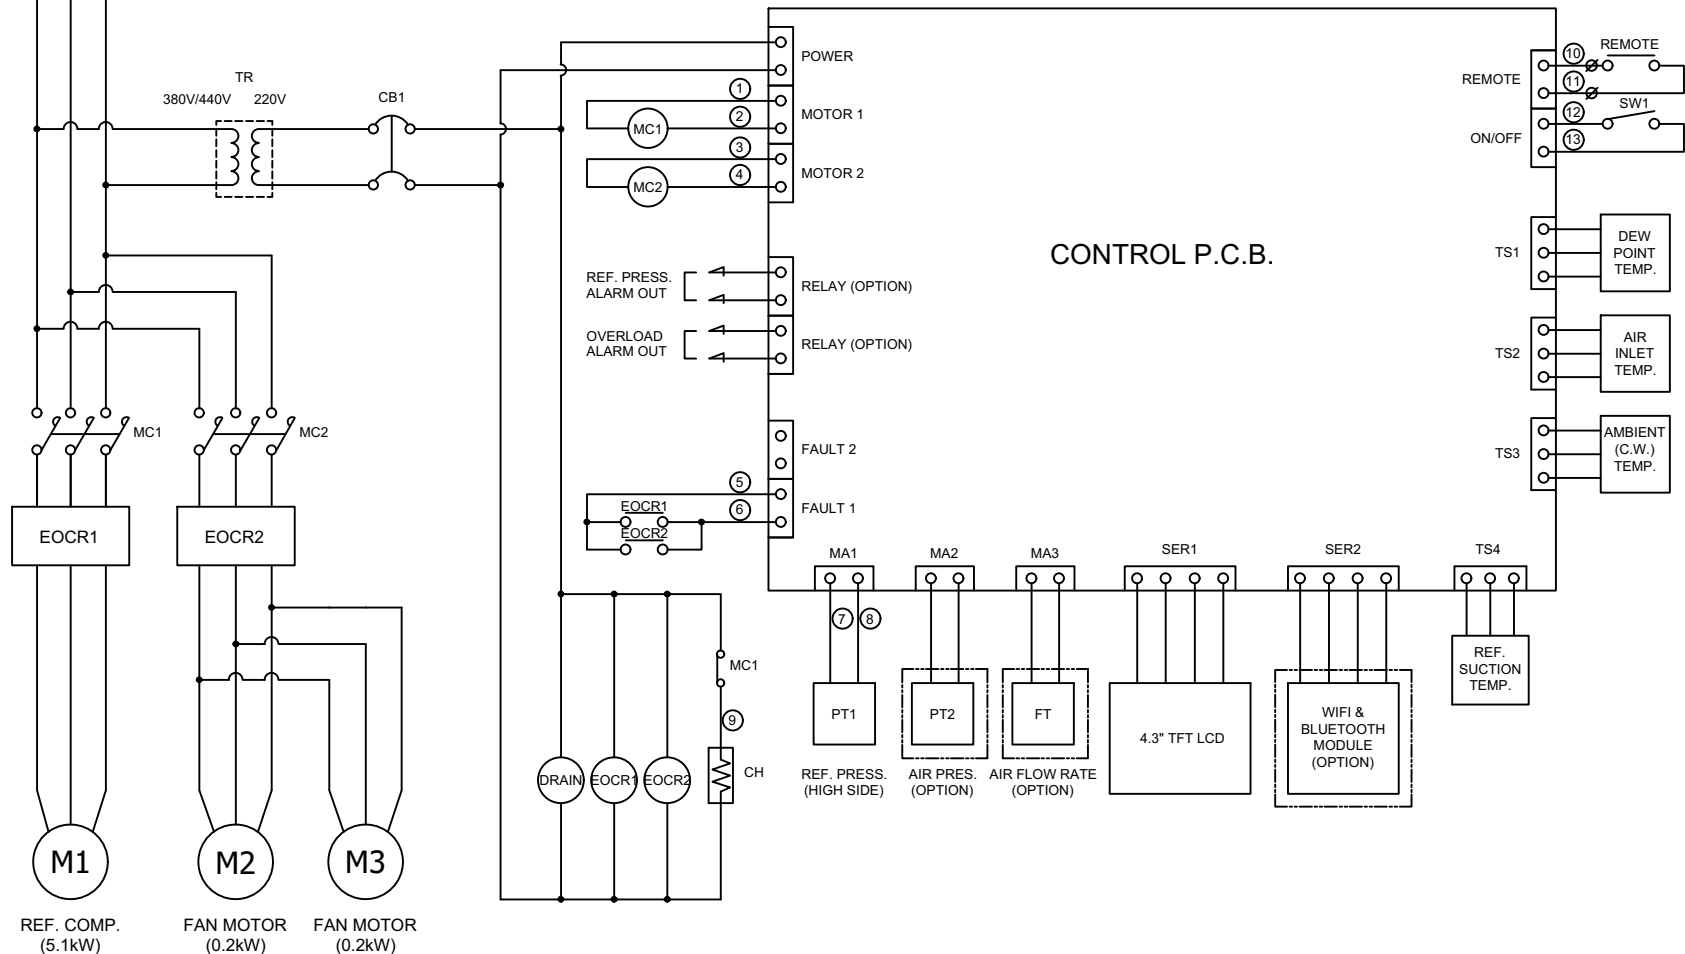 TR
380V/440V 220V
CB1
MC1
MC2
EOCR1
EOCR2
M1
M2
M3
REF. COMP.
(5.1kW)
FAN MOTOR
(0.2kW)
FAN MOTOR
(0.2kW)
CONTROL P.C.B.
POWER
1
2
MC1
MOTOR 1
3
4
MC2
MOTOR 2
REF. PRESS.
ALARM OUT
RELAY (OPTION)
OVERLOAD
ALARM OUT
RELAY (OPTION)
FAULT 2
5
6
EOCR1
EOCR2
FAULT 1
MC1
9
DRAIN
EOCR1
EOCR2
CH
REMOTE
10
11
REMOTE
ON/OFF
12
13
SW1
TS1
DEW
POINT
TEMP.
TS2
AIR
INLET
TEMP.
TS3
AMBIENT
(C.W.)
TEMP.
MA1
7
8
PT1
REF. PRESS.
(HIGH SIDE)
MA2
PT2
AIR PRES.
(OPTION)
MA3
FT
AIR FLOW RATE
(OPTION)
SER1
4.3" TFT LCD
SER2
WIFI &
BLUETOOTH
MODULE
(OPTION)
TS4
REF.
SUCTION
TEMP.